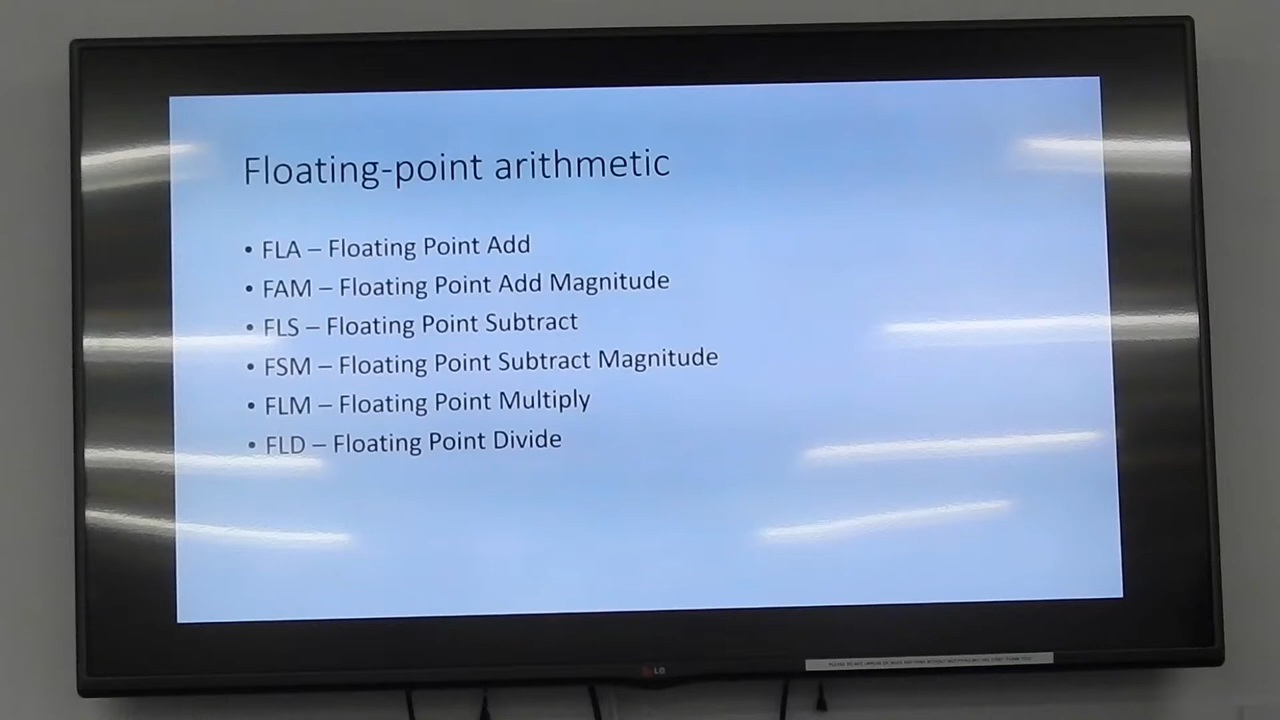 Floating-point arithmetic
• FLA – Floating Point Add
• FAM – Floating Point Add Magnitude
• FLS – Floating Point Subtract
• FSM – Floating Point Subtract Magnitude
• FLM – Floating Point Multiply
• FLD – Floating Point Divide
LG